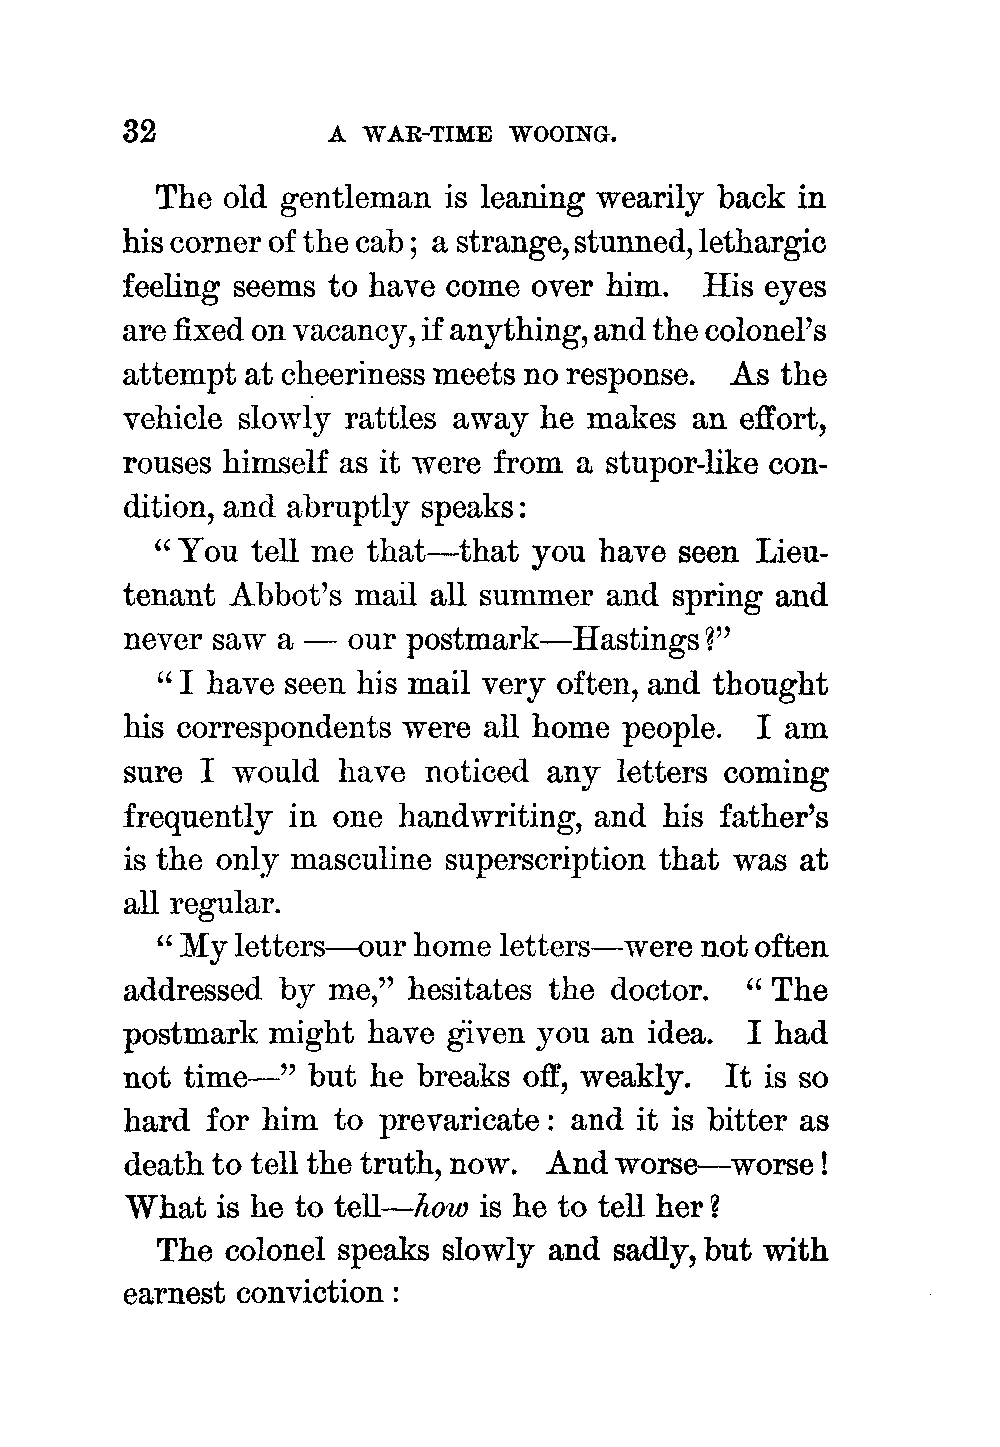 32 A WAR-TIME WOOING.
The old gentleman is leaning wearily back in
his corner of the cab; a strange, stunned, lethargic
feeling seems to have come over him. His eyes
are fixed on vacancy, if anything, and the colonel's
attempt at cheeriness meets no response. As the
vehicle slowly rattles away he makes an effort,
rouses himself as it were from a stupor-like con-
dition, and abruptly speaks:
"You tell me that—that you have seen Lieu-
tenant Abbot's mail all summer and spring and
never saw a — our postmark—Hastings?"
"I have seen his mail very often, and thought
his correspondents were all home people. I am
sure I would have noticed any letters coming
frequently in one handwriting, and his father's
is the only masculine superscription that was at
all regular.
"My letters—our home letters—were not often
addressed by me," hesitates the doctor. "The
postmark might have given you an idea. I had
not time—" but he breaks off, weakly. It is so
hard for him to prevaricate: and it is bitter as
death to tell the truth, now. And worse—worse!
What is he to tell—how is he to tell her?
The colonel speaks slowly and sadly, but with
earnest conviction: